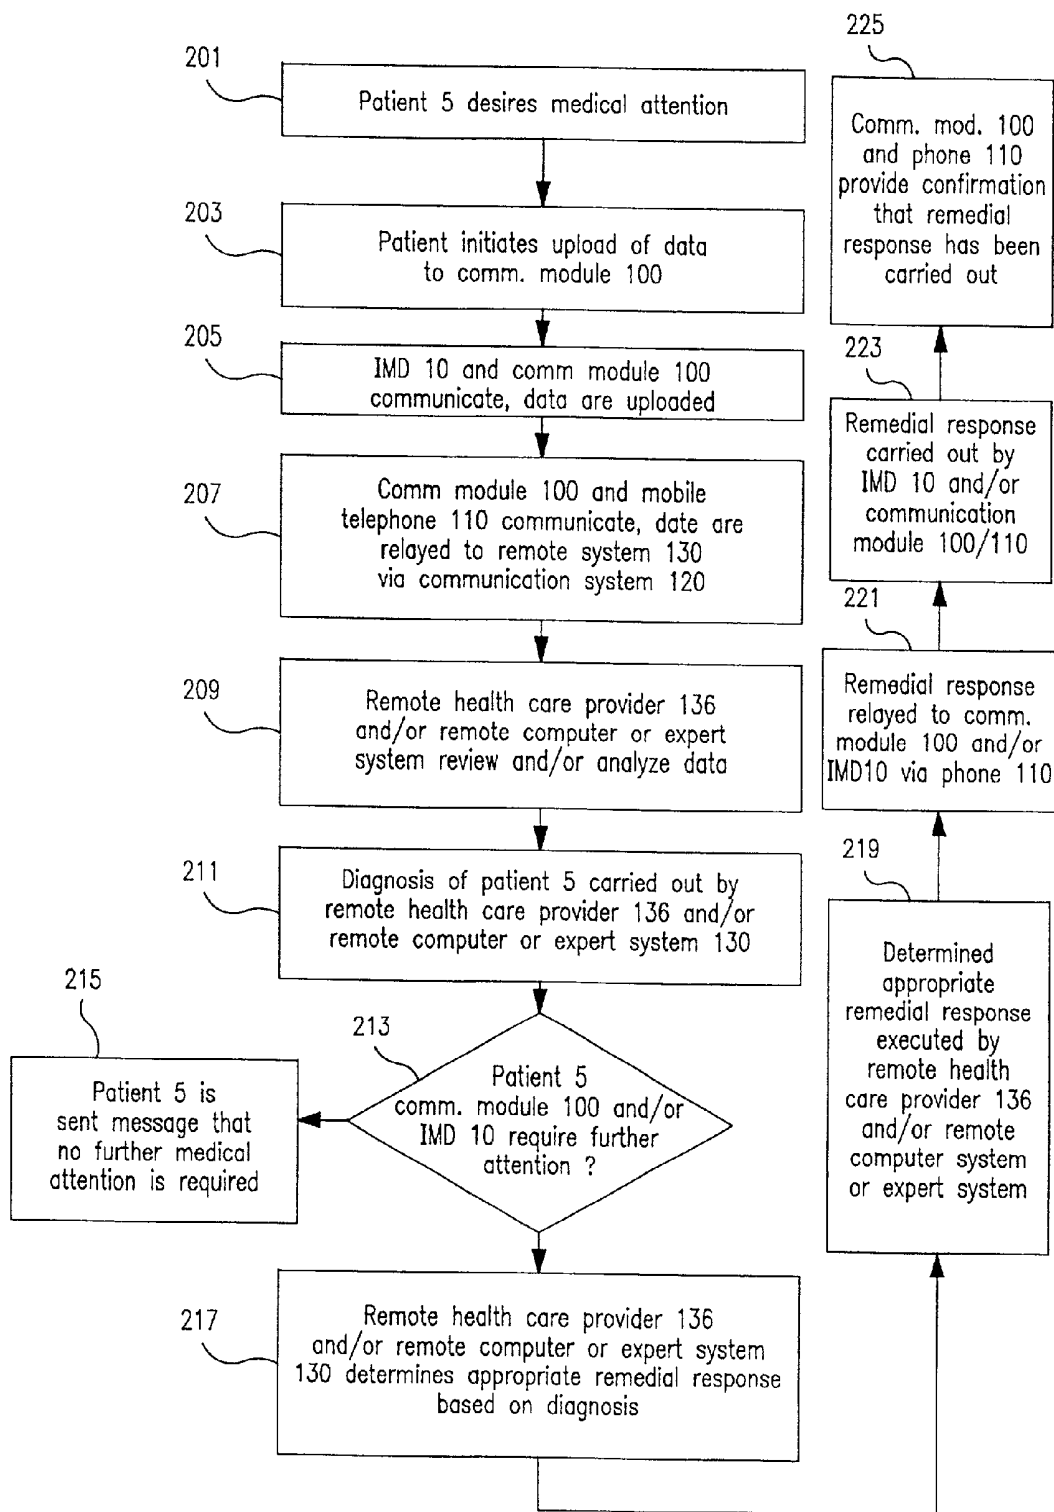 201
Patient 5 desires medical attention
203
Patient initiates upload of data
to comm. module 100
205
IMD 10 and comm module 100
communicate, data are uploaded
207
Comm module 100 and mobile
telephone 110 communicate, date are
relayed to remote system 130
via communication system 120
209
Remote health care provider 136
and/or remote computer or expert
system review and/or analyze data
211
Diagnosis of patient 5 carried out by
remote health care provider 136 and/or
remote computer or expert system 130
213
Patient 5
comm. module 100 and/or
IMD 10 require further
attention ?
215
Patient 5 is
sent message that
no further medical
attention is required
217
Remote health care provider 136
and/or remote computer or expert system
130 determines appropriate remedial response
based on diagnosis
219
Determined
appropriate
remedial response
executed by
remote health
care provider 136
and/or remote
computer system
or expert system
221
Remedial response
relayed to comm.
module 100 and/or
IMD10 via phone 110
223
Remedial response
carried out by
IMD 10 and/or
communication
module 100/110
225
Comm. mod. 100
and phone 110
provide confirmation
that remedial
response has been
carried out